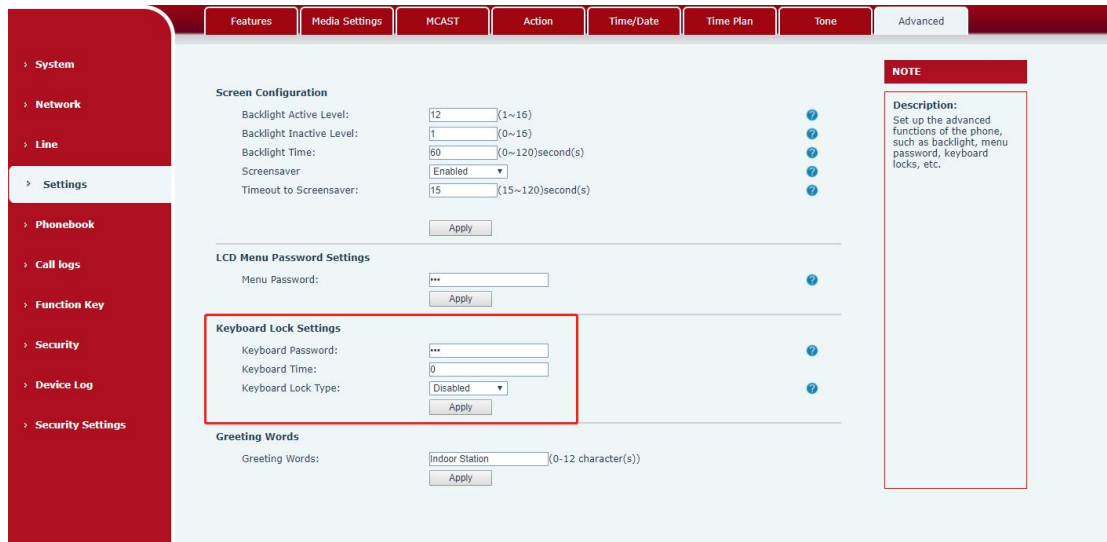 Features Media Settings MCAST Action Time/Date Time Plan Tone Advanced
› System
› Network
› Line
› Settings
› Phonebook
› Call logs
› Function Key
› Security
› Device Log
› Security Settings
Screen Configuration
Backlight Active Level: 12 (1~16)
Backlight Inactive Level: 1 (0~16)
Backlight Time: 60 (0~120)second(s)
Screensaver Enabled
Timeout to Screensaver: 15 (15~120)second(s)
Apply
LCD Menu Password Settings
Menu Password: •••
Apply
Keyboard Lock Settings
Keyboard Password: •••
Keyboard Time: 0
Keyboard Lock Type: Disabled
Apply
Greeting Words
Greeting Words: Indoor Station (0-12 character(s))
Apply
NOTE
Description:
Set up the advanced
functions of the phone,
such as backlight, menu
password, keyboard
locks, etc.